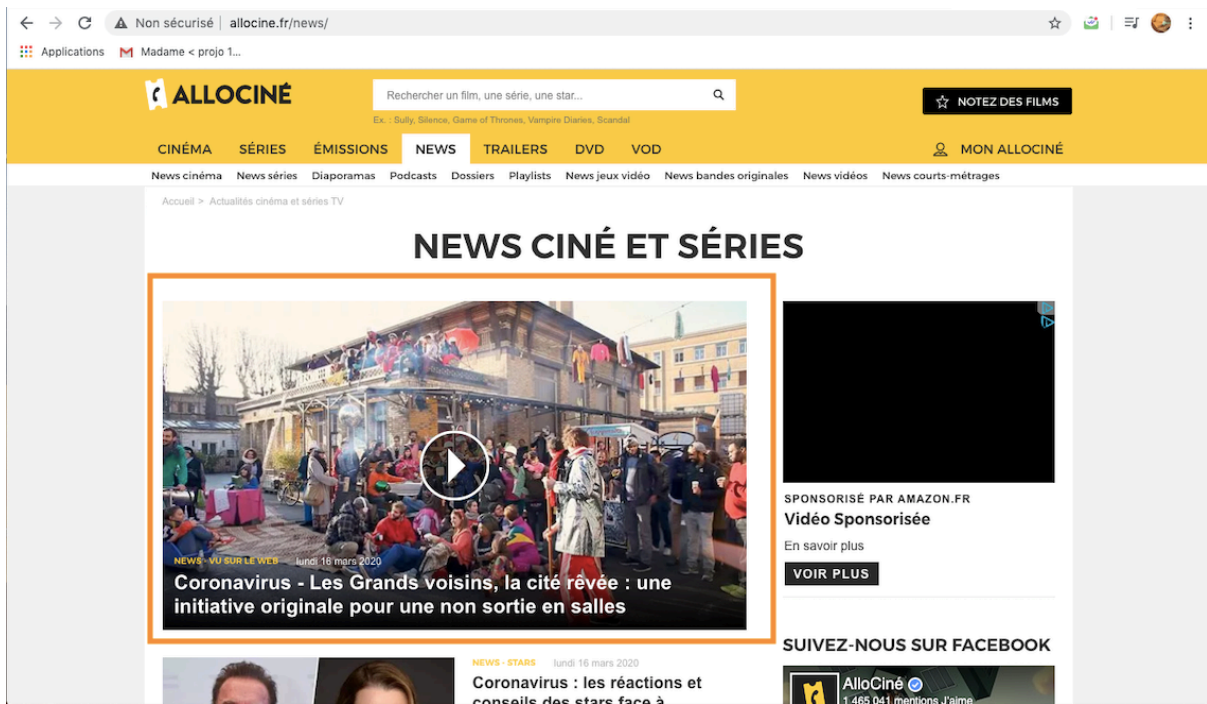 Non sécurisé | allocine.fr/news/
Applications
Madame < projo 1...
ALLOCINÉ
Rechercher un film, une série, une star...
Ex. : Sully, Silence, Game of Thrones, Vampire Diaries, Scandal
NOTEZ DES FILMS
CINÉMA SÉRIES ÉMISSIONS NEWS TRAILERS DVD VOD
MON ALLOCINÉ
News cinéma News séries Diaporamas Podcasts Dossiers Playlists News jeux vidéo News bandes originales News vidéos News courts-métrages
Accueil > Actualités cinéma et séries TV
NEWS CINÉ ET SÉRIES
NEWS - VU SUR LE WEB lundi 16 mars 2020
Coronavirus - Les Grands voisins, la cité rêvée : une
initiative originale pour une non sortie en salles
SPONSORISÉ PAR AMAZON.FR
Vidéo Sponsorisée
En savoir plus
VOIR PLUS
SUIVEZ-NOUS SUR FACEBOOK
AlloCiné
1 465 041 mentions J'aime
NEWS - STARS lundi 16 mars 2020
Coronavirus : les réactions et
conseils des stars face à